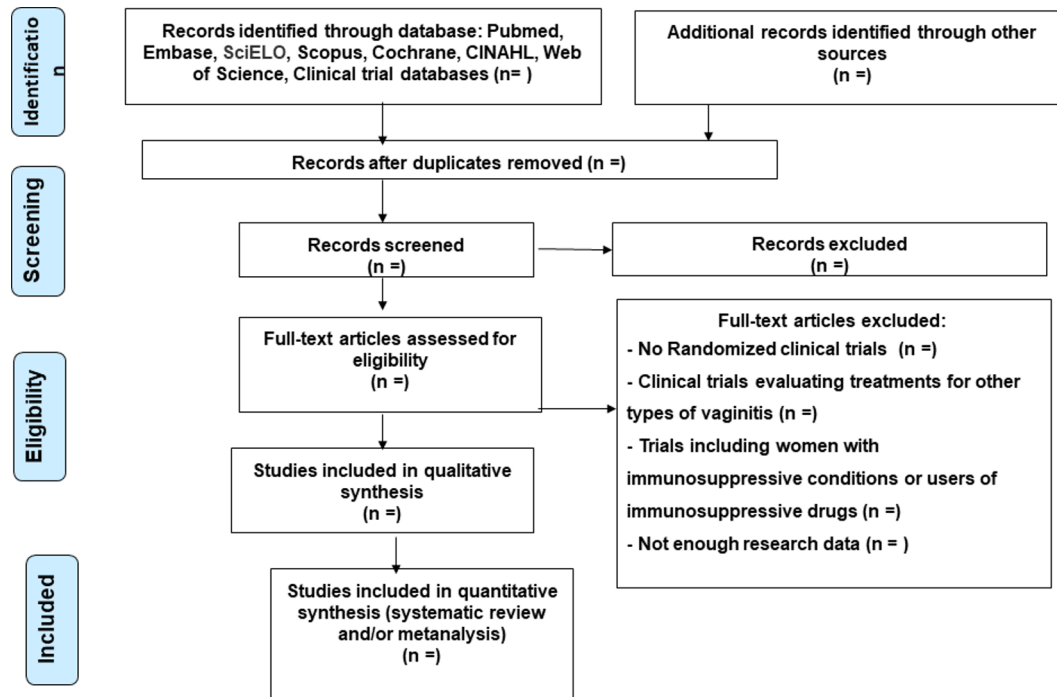 Identificatio
n
Records identified through database: Pubmed,
Embase, SciELO, Scopus, Cochrane, CINAHL, Web
of Science, Clinical trial databases (n= )
Additional records identified through other
sources
(n =)
Records after duplicates removed (n =)
Screening
Records screened
(n =)
Records excluded
(n =)
Eligibility
Full-text articles assessed for
eligibility
(n =)
Full-text articles excluded:
- No Randomized clinical trials (n =)
- Clinical trials evaluating treatments for other
types of vaginitis (n =)
- Trials including women with
immunosuppressive conditions or users of
immunosuppressive drugs (n =)
- Not enough research data (n = )
Studies included in qualitative
synthesis
(n =)
Included
Studies included in quantitative
synthesis (systematic review
and/or metanalysis)
(n =)